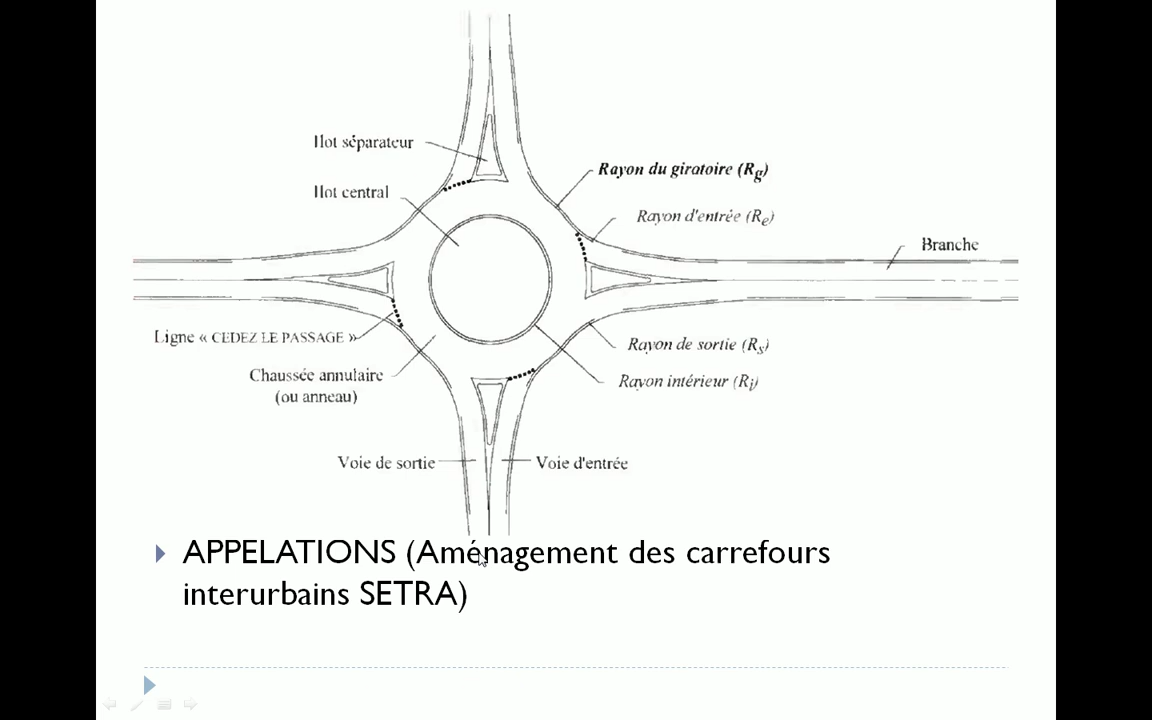 Ilot séparateur
Rayon du giratoire (Rg)
Ilot central
Rayon d'entrée (Re)
Branche
Ligne « CEDEZ LE PASSAGE »
Rayon de sortie (Rs)
Chaussée annulaire
(ou anneau)
Rayon intérieur (Ri)
Voie de sortie
Voie d'entrée
APPELATIONS (Aménagement des carrefours
interurbains SETRA)